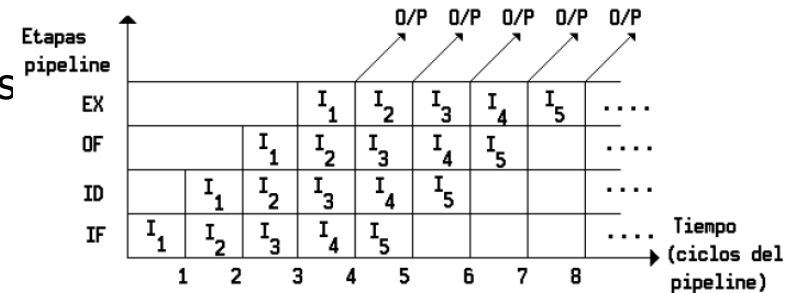 O/P O/P O/P O/P O/P
Etapas
pipeline
s
EX I1 I2 I3 I4 I5 ....
OF I1 I2 I3 I4 I5 ....
ID I1 I2 I3 I4 I5 ....
IF I1 I2 I3 I4 I5 ....
Tiempo
(ciclos del
pipeline)
1 2 3 4 5 6 7 8